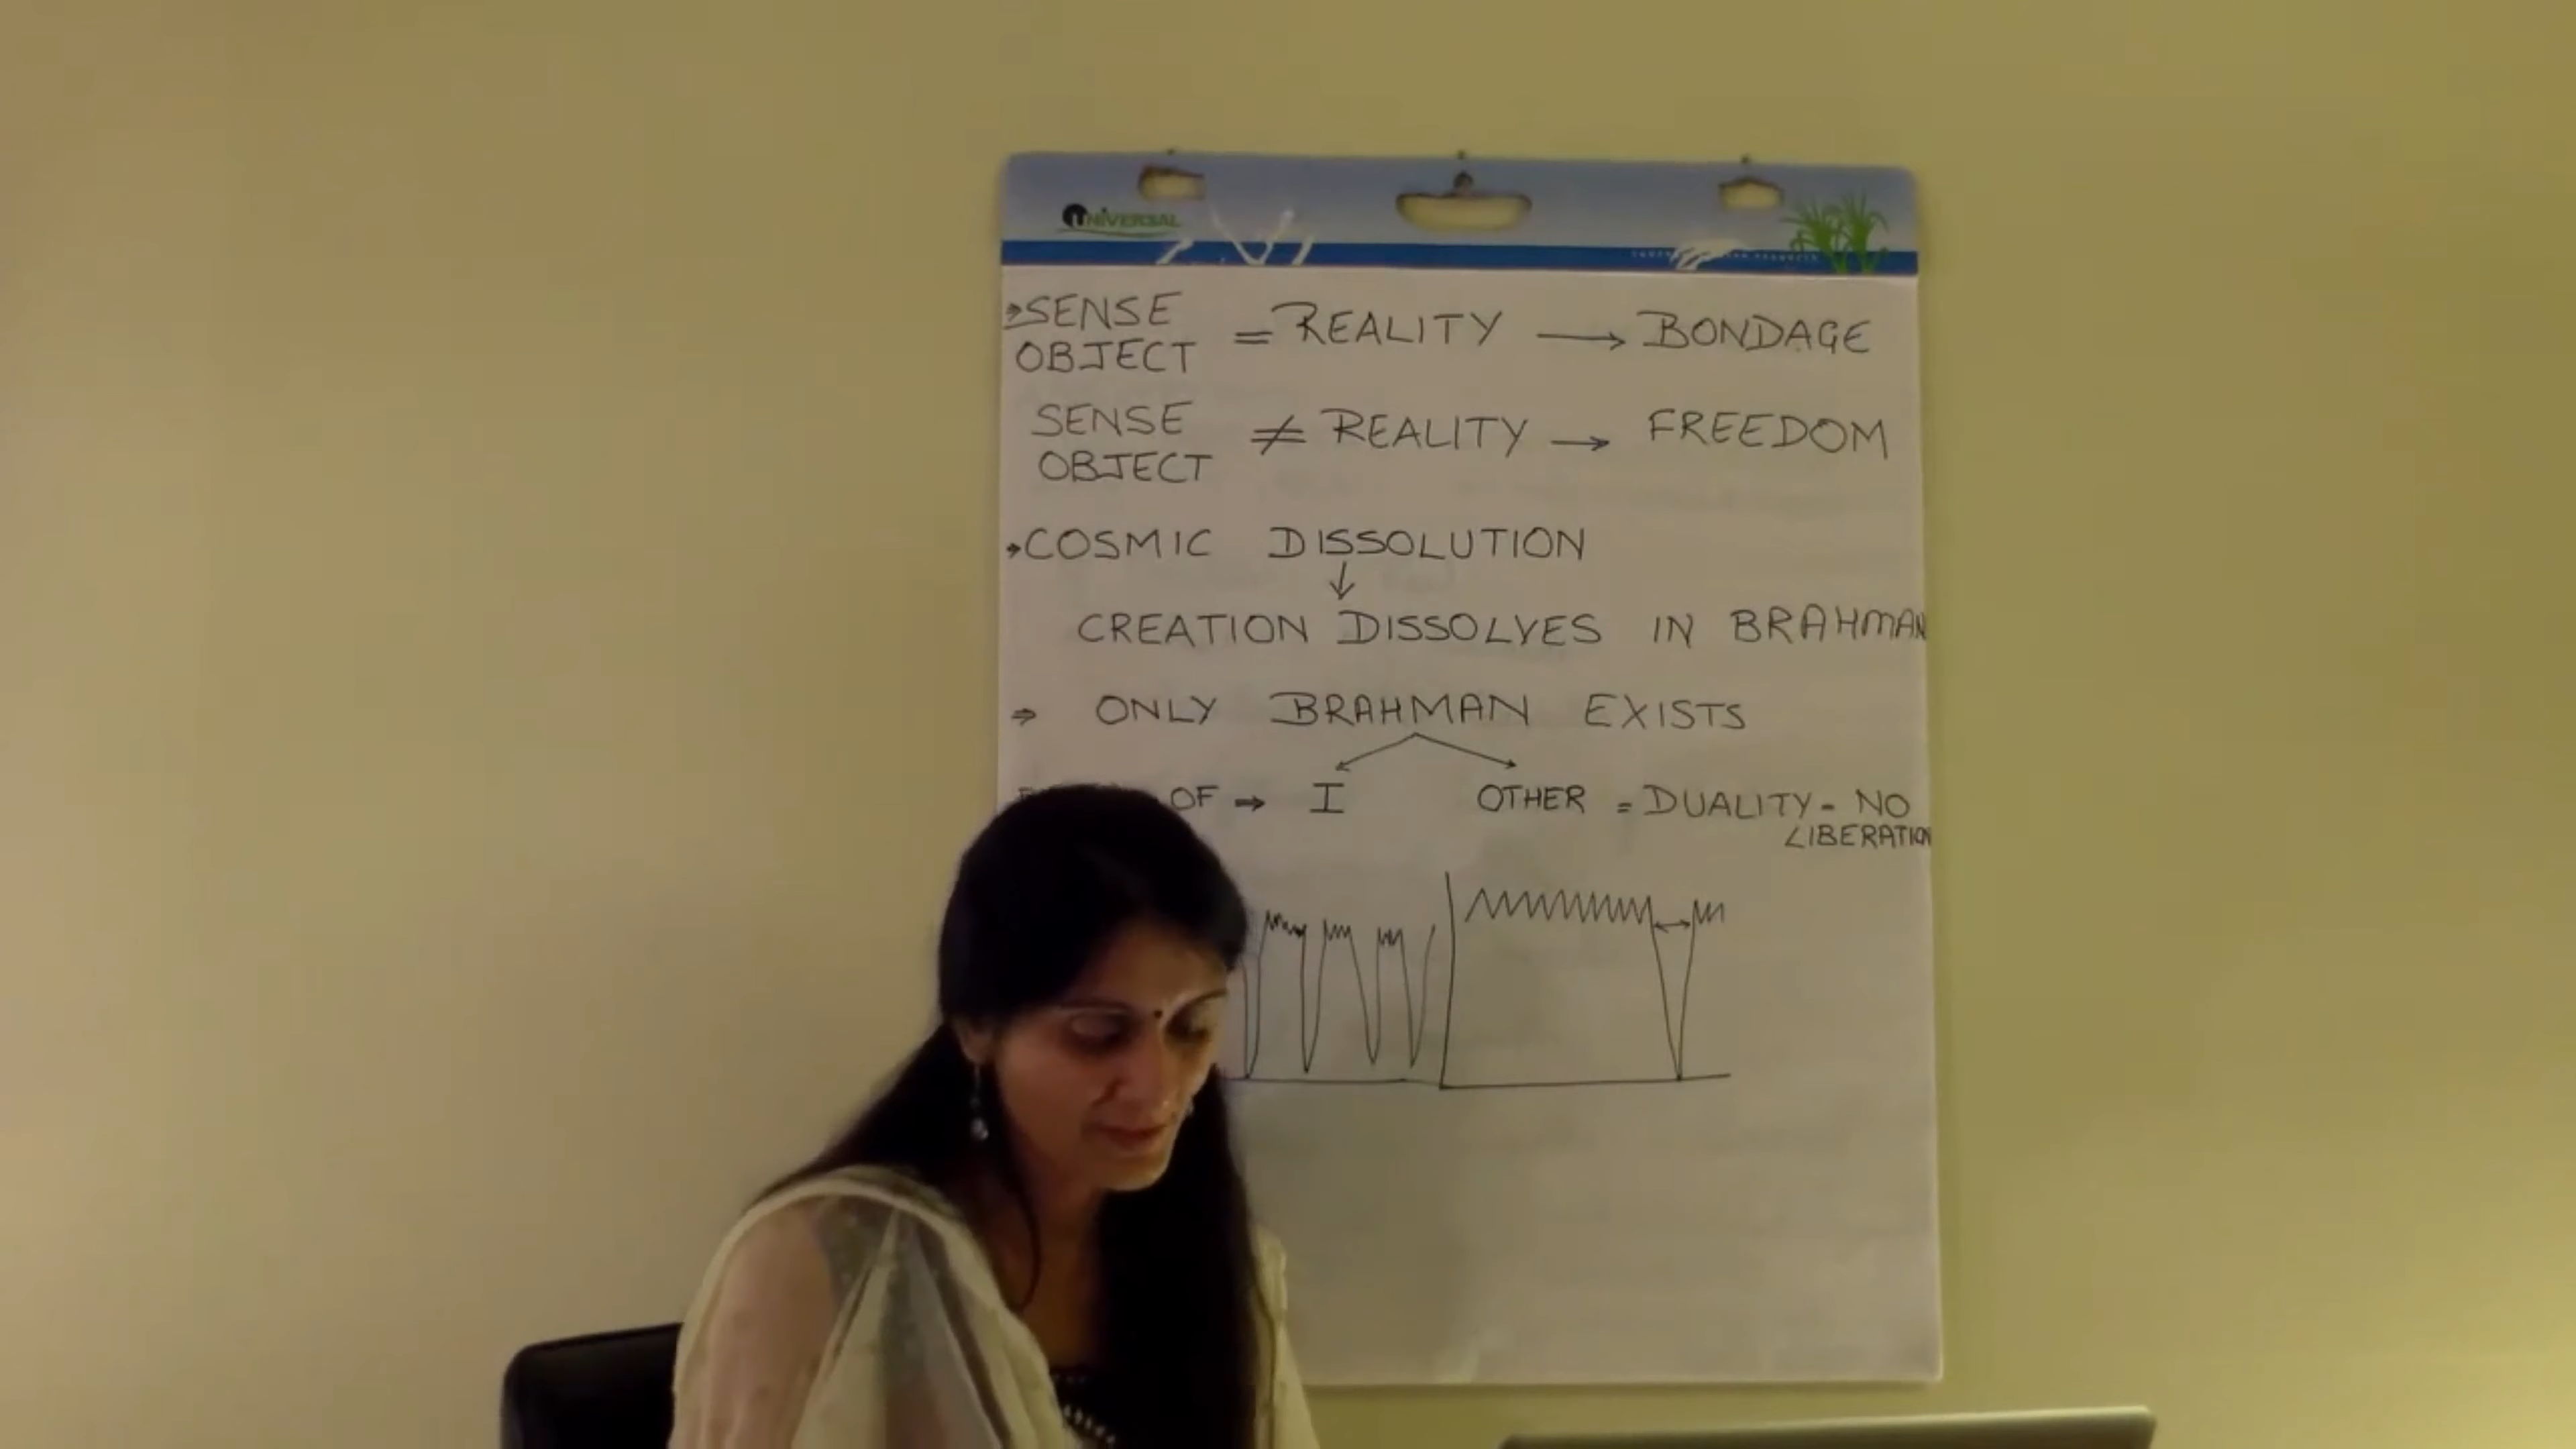 UNIVERSAL
→SENSE OBJECT = REALITY → BONDAGE
SENSE OBJECT ≠ REALITY → FREEDOM
→COSMIC DISSOLUTION
↓
CREATION DISSOLVES IN BRAHMAN
⇒ ONLY BRAHMAN EXISTS
OF ⇒ I OTHER = DUALITY - NO LIBERATION